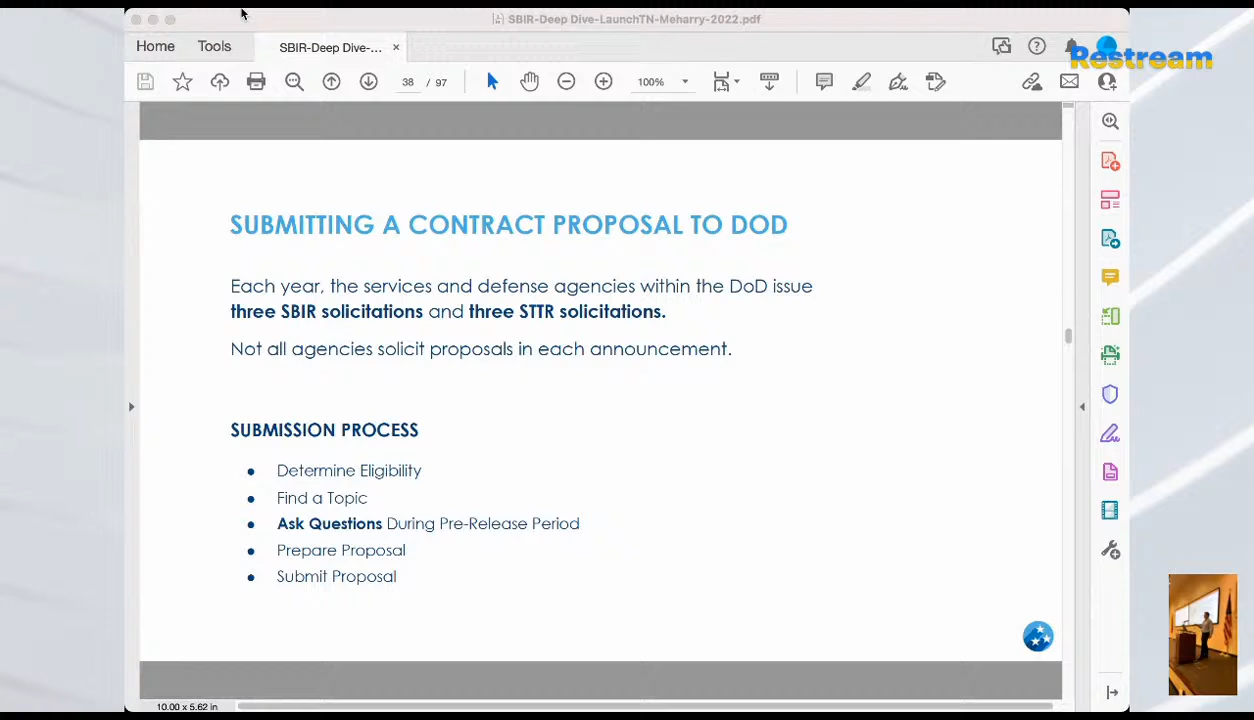 SBIR-Deep Dive-LaunchTN-Meharry-2022.pdf
Home
Tools
SBIR-Deep Dive-... ×
Restream
38 / 97
100%
SUBMITTING A CONTRACT PROPOSAL TO DOD
Each year, the services and defense agencies within the DoD issue
three SBIR solicitations and three STTR solicitations.
Not all agencies solicit proposals in each announcement.
SUBMISSION PROCESS
● Determine Eligibility
● Find a Topic
● Ask Questions During Pre-Release Period
● Prepare Proposal
● Submit Proposal
10.00 x 5.62 in